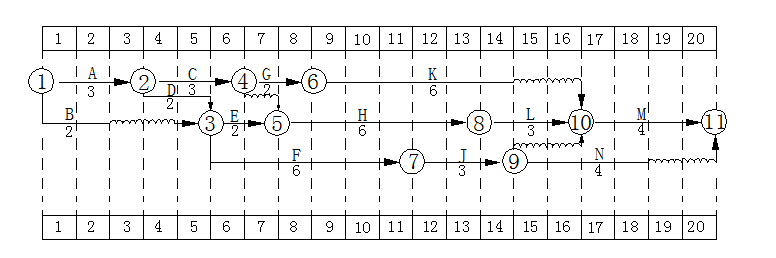 1 2 3 4 5 6 7 8 9 10 11 12 13 14 15 16 17 18 19 20
A C G K
1 2 4 6
3 D 3 2 6
2
B E H L M
3 5 8 10 11
2 2 6 3 4
F J N
7 9
6 3 4
1 2 3 4 5 6 7 8 9 10 11 12 13 14 15 16 17 18 19 20